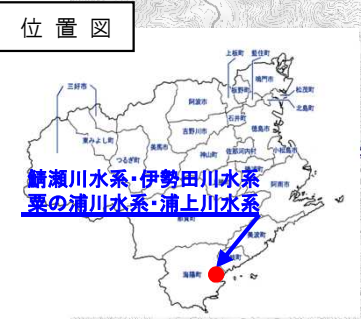 位置図
上板町 藍住町
三好市
鳴門市
板野町
松茂町
北島町
阿波市
石井町
吉野川市
徳島市
東みよし町
美馬市
つるぎ町
神山町
佐那河内村
小松島市
鯖瀬川水系・伊勢田川水系
阿南市
粟の浦川水系・浦上川水系
那賀町
美波町
海陽町